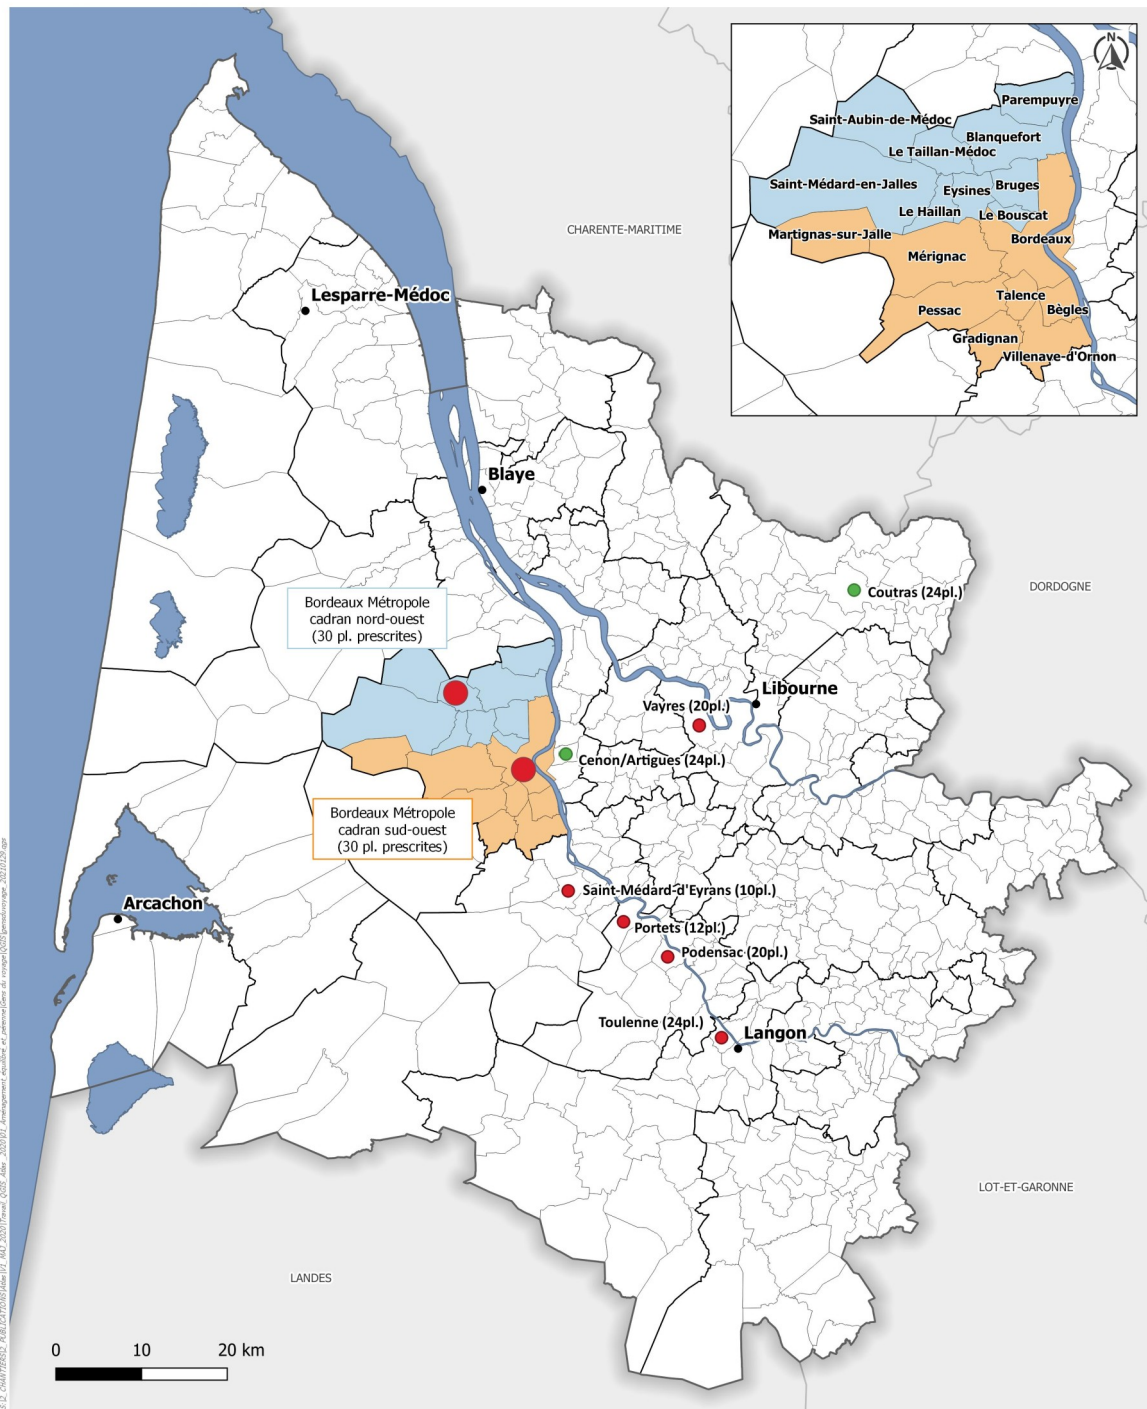 N
Parempuyre
Saint-Aubin-de-Médoc
Blanquefort
Le Taillan-Médoc
Saint-Médard-en-Jalles
Eysines
Bruges
Le Haillan
Le Bouscat
Martignas-sur-Jalle
Bordeaux
Mérignac
Talence
Pessac
Bègles
Gradignan
Villenave-d'Ornon
CHARENTE-MARITIME
Lesparre-Médoc
Blaye
DORDOGNE
Coutras (24pl.)
Bordeaux Métropole
cadran nord-ouest
(30 pl. prescrites)
Libourne
Vayres (20pl.)
Cenon/Artigues (24pl.)
Bordeaux Métropole
cadran sud-ouest
(30 pl. prescrites)
Saint-Médard-d'Eyrans (10pl.)
Arcachon
Portets (12pl.)
Podensac (20pl.)
Toulenne (24pl.)
Langon
LOT-ET-GARONNE
LANDES
0 10 20 km